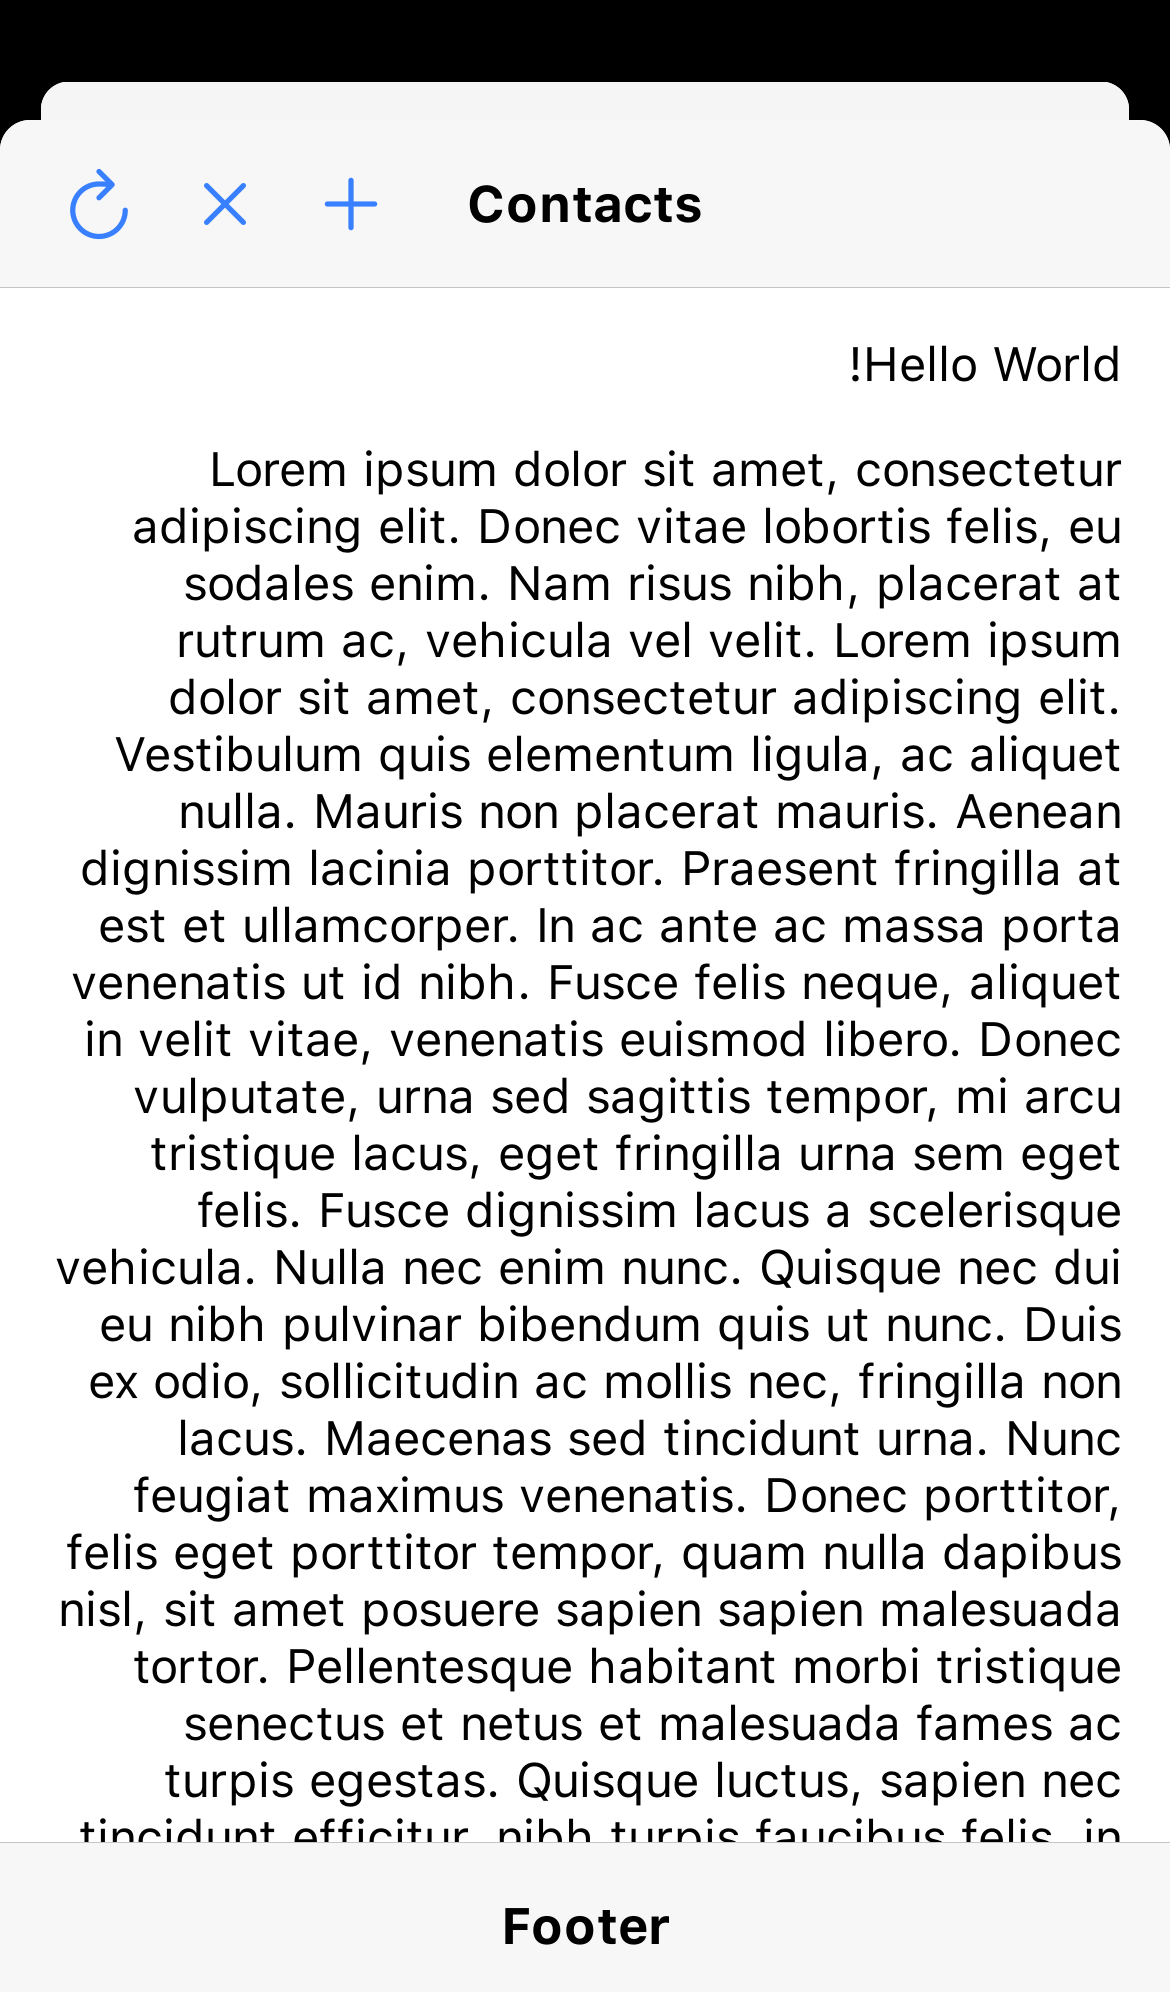 Contacts
!Hello World
Lorem ipsum dolor sit amet, consectetur
adipiscing elit. Donec vitae lobortis felis, eu
sodales enim. Nam risus nibh, placerat at
rutrum ac, vehicula vel velit. Lorem ipsum
dolor sit amet, consectetur adipiscing elit.
Vestibulum quis elementum ligula, ac aliquet
nulla. Mauris non placerat mauris. Aenean
dignissim lacinia porttitor. Praesent fringilla at
est et ullamcorper. In ac ante ac massa porta
venenatis ut id nibh. Fusce felis neque, aliquet
in velit vitae, venenatis euismod libero. Donec
vulputate, urna sed sagittis tempor, mi arcu
tristique lacus, eget fringilla urna sem eget
felis. Fusce dignissim lacus a scelerisque
vehicula. Nulla nec enim nunc. Quisque nec dui
eu nibh pulvinar bibendum quis ut nunc. Duis
ex odio, sollicitudin ac mollis nec, fringilla non
lacus. Maecenas sed tincidunt urna. Nunc
feugiat maximus venenatis. Donec porttitor,
felis eget porttitor tempor, quam nulla dapibus
nisl, sit amet posuere sapien sapien malesuada
tortor. Pellentesque habitant morbi tristique
senectus et netus et malesuada fames ac
turpis egestas. Quisque luctus, sapien nec
tincidunt efficitur, nibh turpis faucibus felis, in
Footer